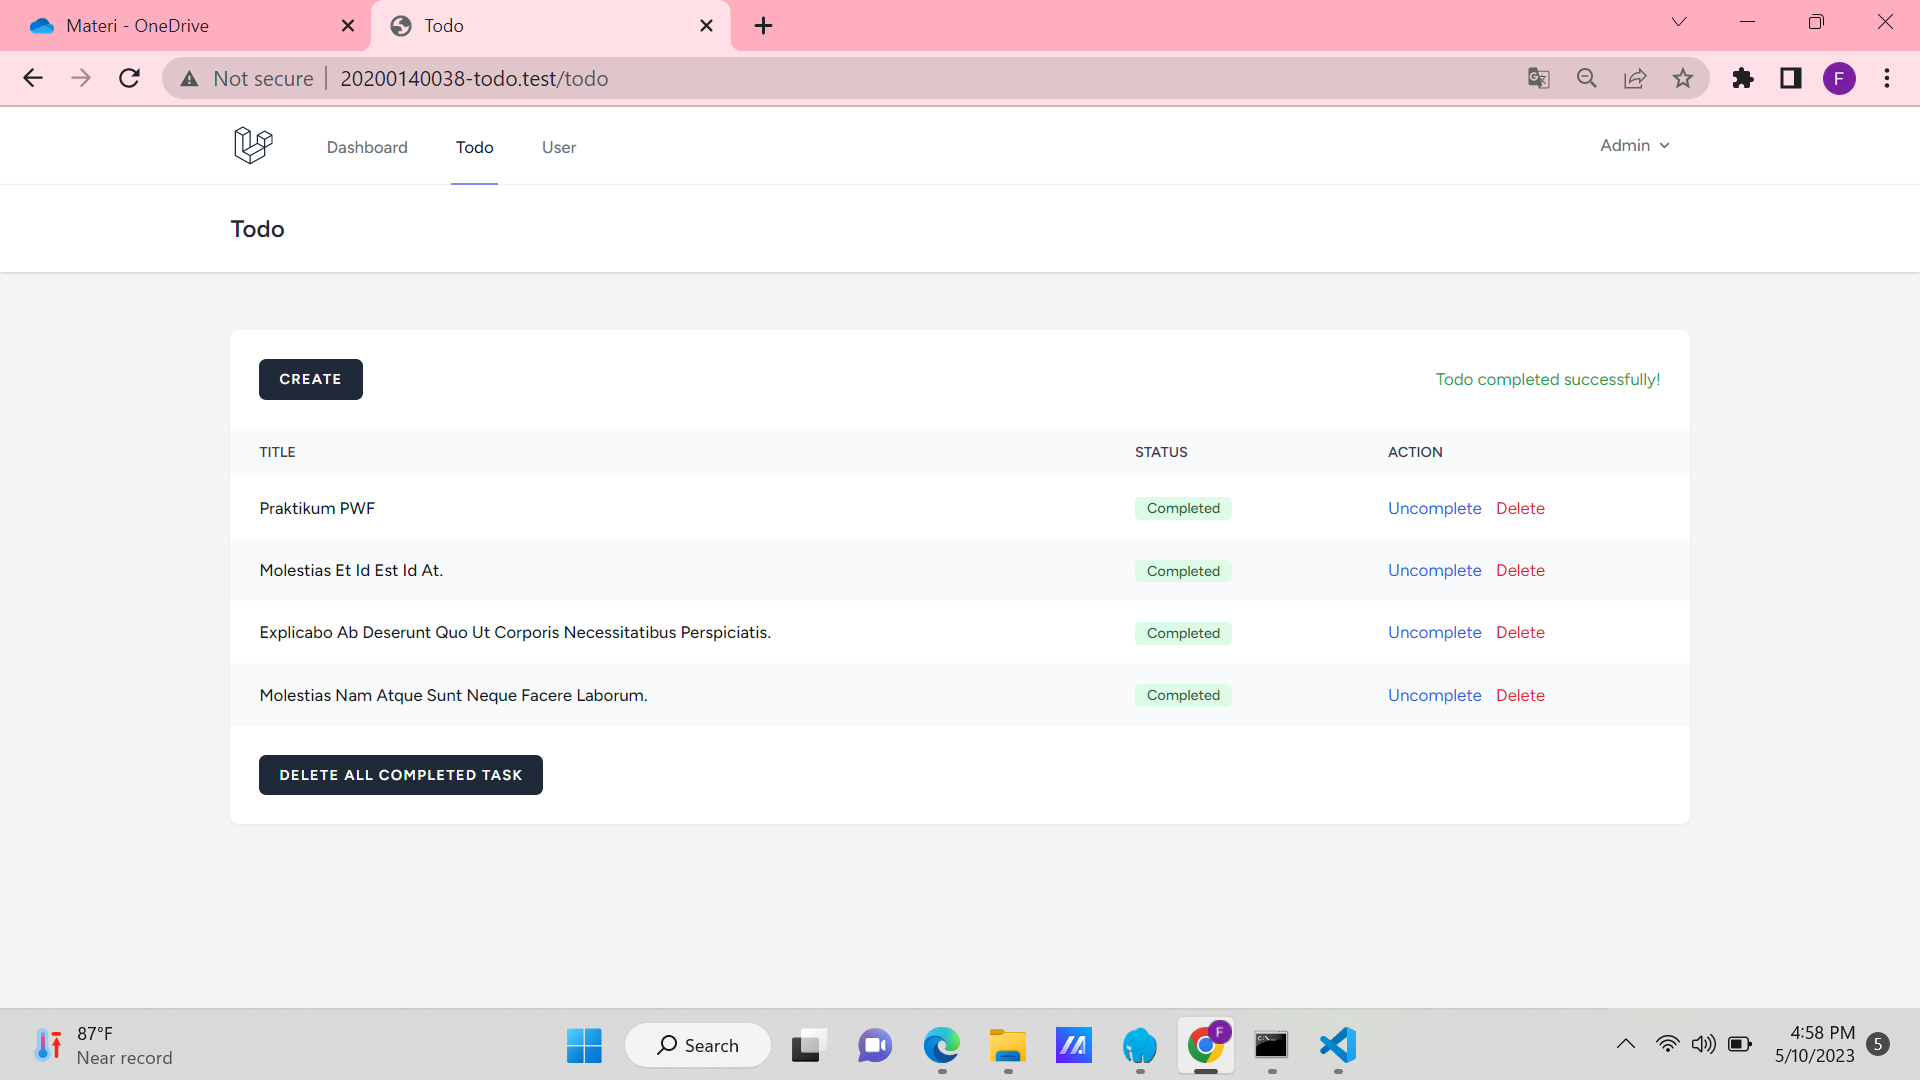 Materi - OneDrive
Todo
Not secure
20200140038-todo.test/todo
F
Dashboard
Todo
User
Admin
Todo
CREATE
Todo completed successfully!
TITLE STATUS ACTION
Praktikum PWF Completed Uncomplete Delete
Molestias Et Id Est Id At. Completed Uncomplete Delete
Explicabo Ab Deserunt Quo Ut Corporis Necessitatibus Perspiciatis. Completed Uncomplete Delete
Molestias Nam Atque Sunt Neque Facere Laborum. Completed Uncomplete Delete
DELETE ALL COMPLETED TASK
87°F
Near record
Search
F
4:58 PM
5/10/2023
5